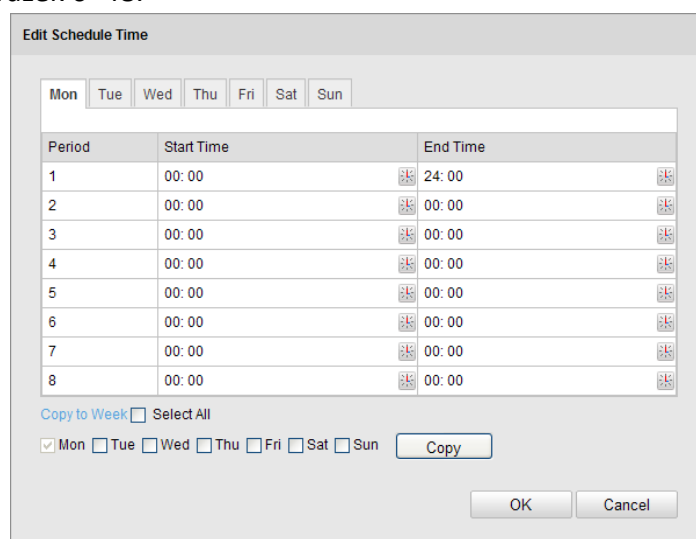 Edit Schedule Time
Mon Tue Wed Thu Fri Sat Sun
Period Start Time End Time
1 00: 00 24: 00
2 00: 00 00: 00
3 00: 00 00: 00
4 00: 00 00: 00
5 00: 00 00: 00
6 00: 00 00: 00
7 00: 00 00: 00
8 00: 00 00: 00
Copy to Week Select All
Mon Tue Wed Thu Fri Sat Sun Copy
OK Cancel